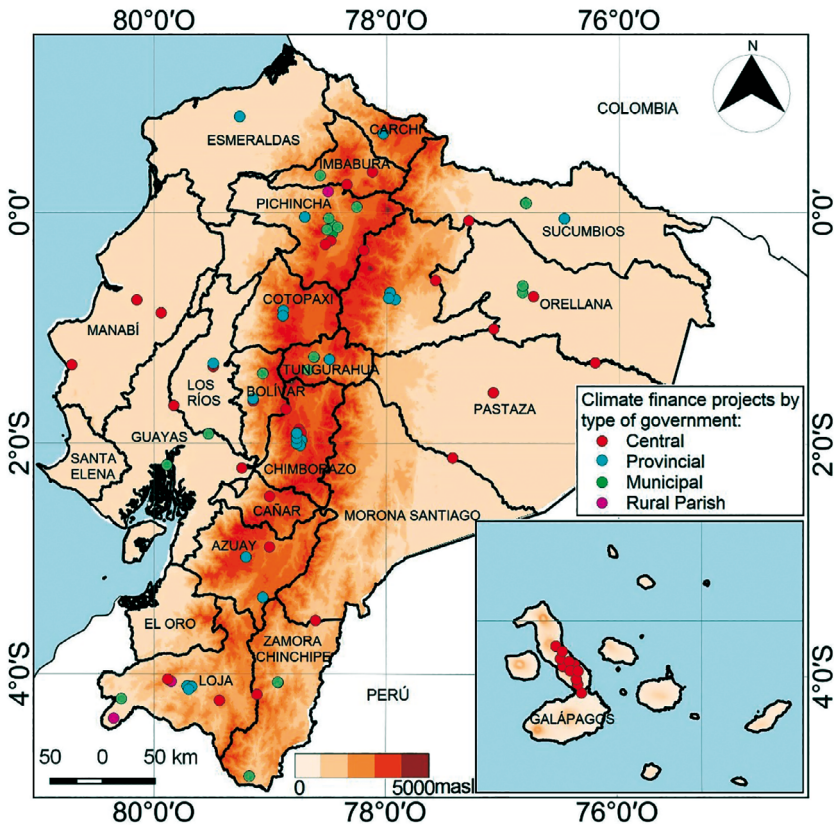 80°0'O 78°0'O 76°0'O
N
COLOMBIA
CARCHI
ESMERALDAS
IMBABURA
PICHINCHA
0°0'
0°0'
SUCUMBIOS
COTOPAXI
ORELLANA
MANABÍ
TUNGURAHUA
LOS
RÍOS
BOLÍVAR
PASTAZA
GUAYAS
2°0'S
2°0'S
SANTA
ELENA
CHIMBORAZO
Climate finance projects by
type of government:
Central
Provincial
Municipal
Rural Parish
CAÑAR
MORONA SANTIAGO
AZUAY
EL ORO
ZAMORA
CHINCHIPE
4°0'S
4°0'S
LOJA
PERÚ
GALÁPAGOS
50 0 50 km
0 5000masl
80°0'O 78°0'O 76°0'O